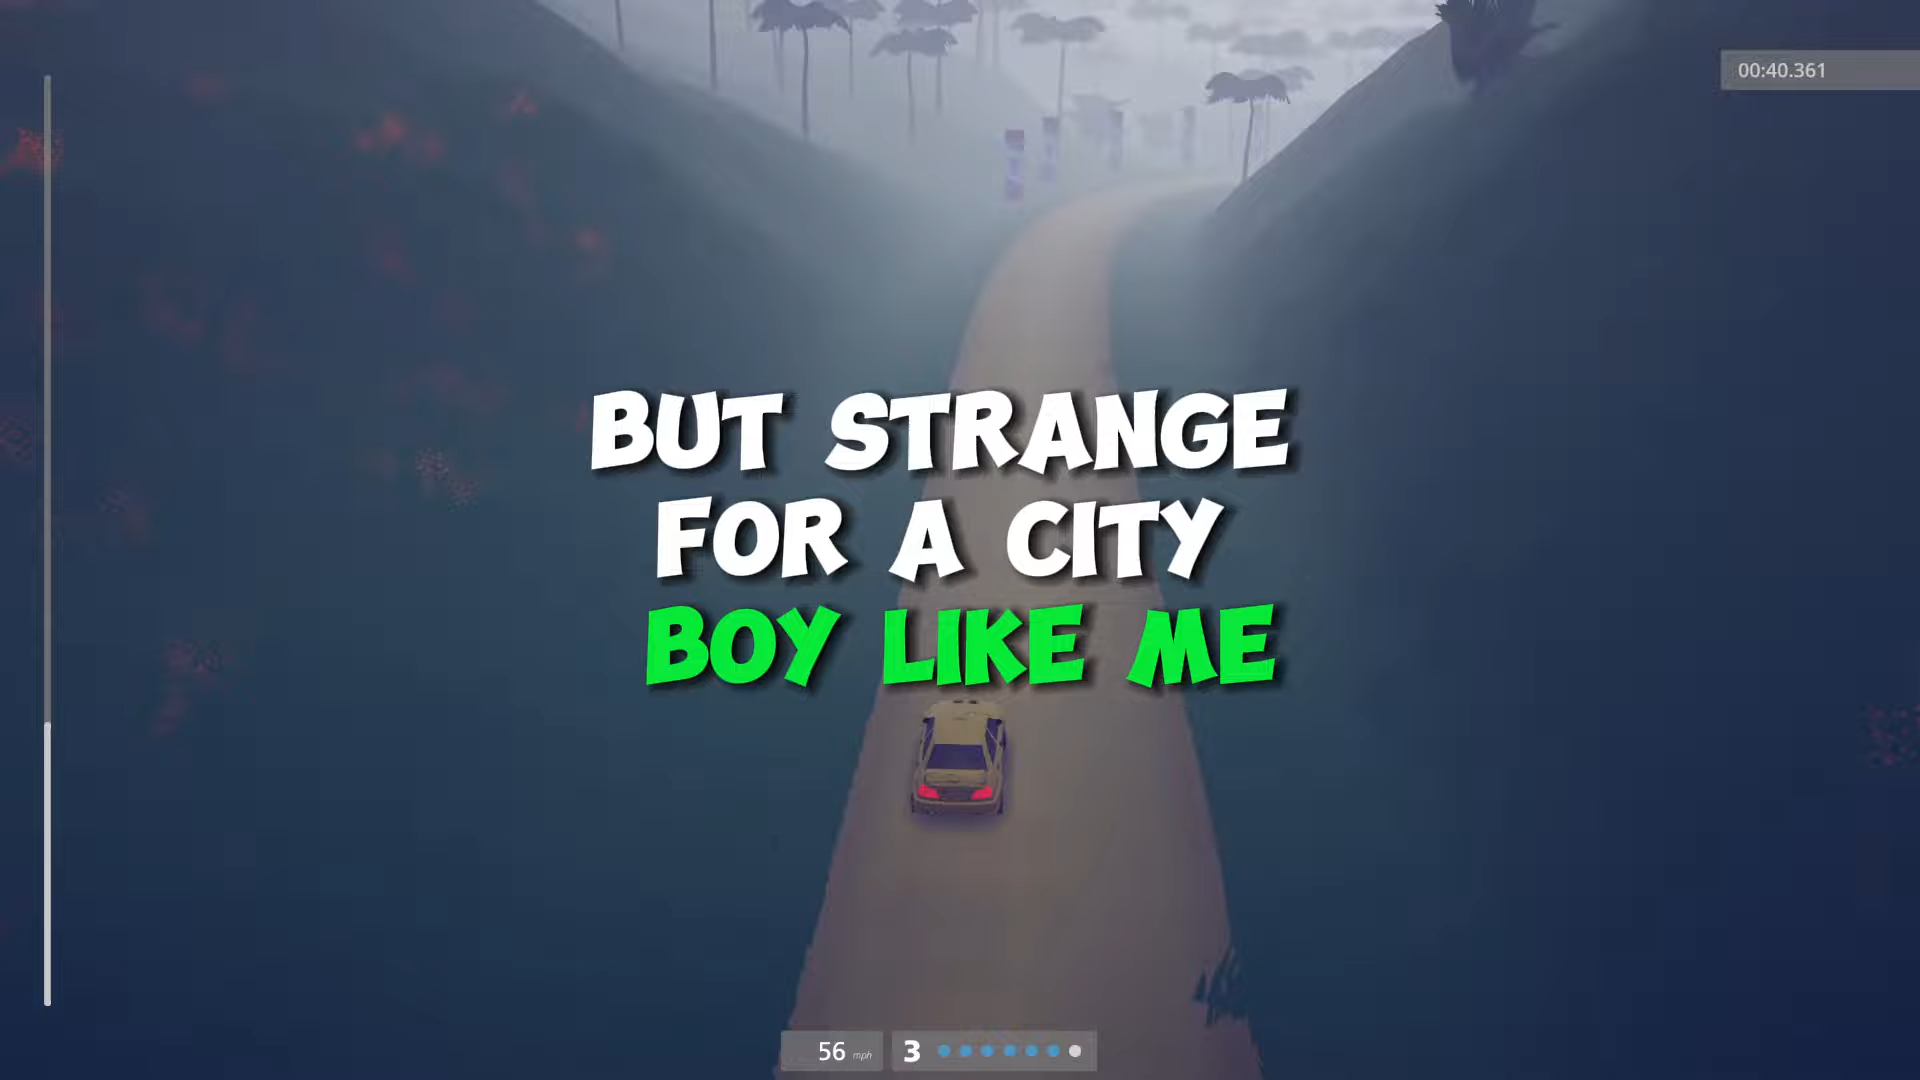 00:40.361
BUT STRANGE
FOR A CITY
BOY LIKE ME
56 mph 3